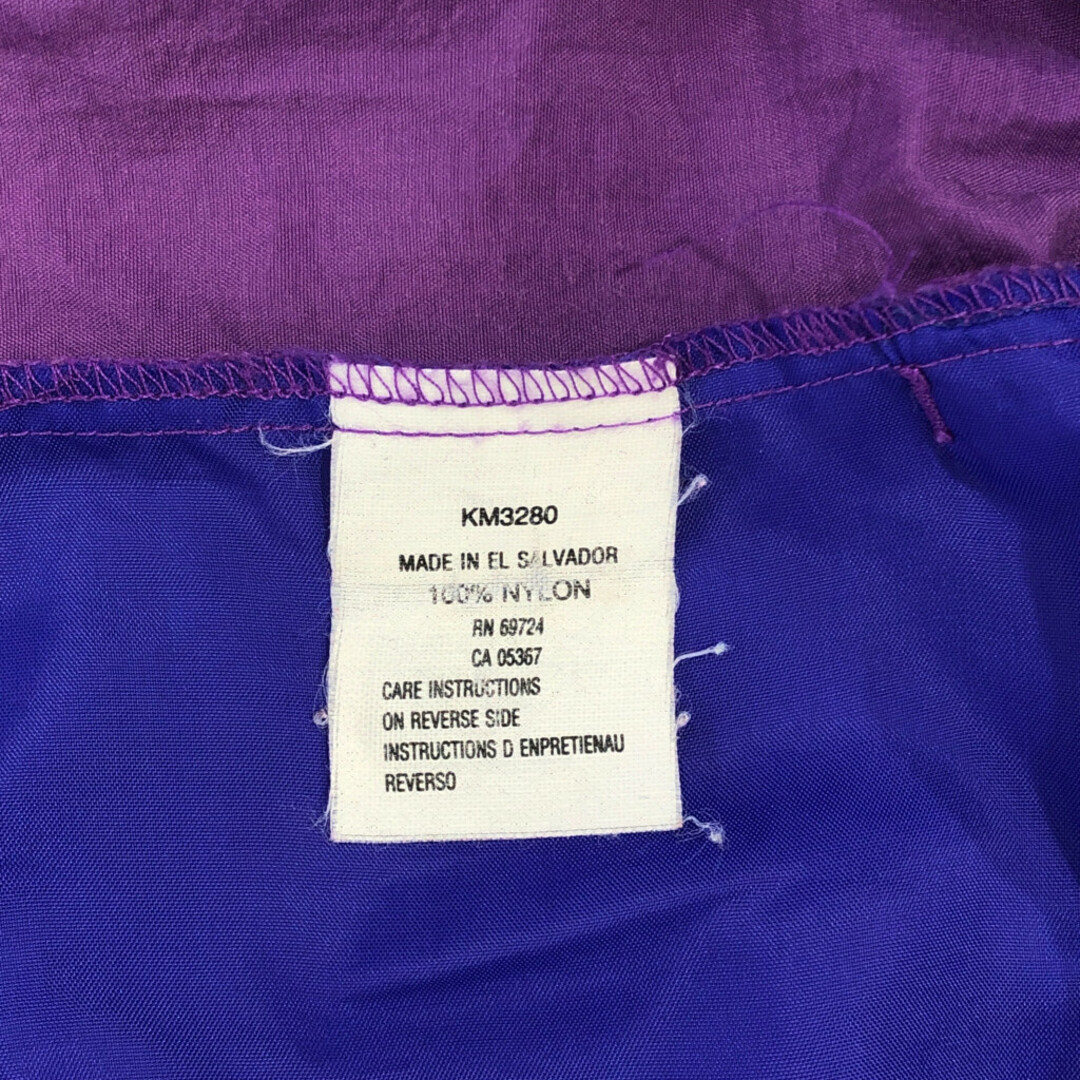 KM3280
MADE IN EL SALVADOR
100% NYLON
RN 69724
CA 05367
CARE INSTRUCTIONS
ON REVERSE SIDE
INSTRUCTIONS D ENPRETIENAU
REVERSO